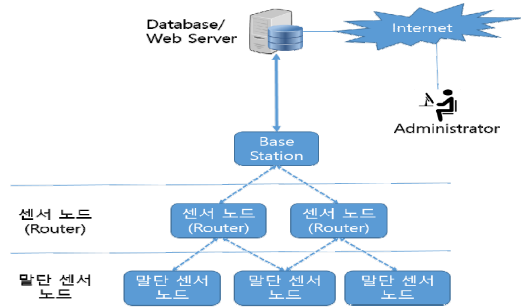 Database/
Web Server
Internet
Administrator
Base
Station
센서 노드
(Router)
센서 노드
(Router)
센서 노드
(Router)
말단 센서
노드
말단 센서
노드
말단 센서
노드
말단 센서
노드